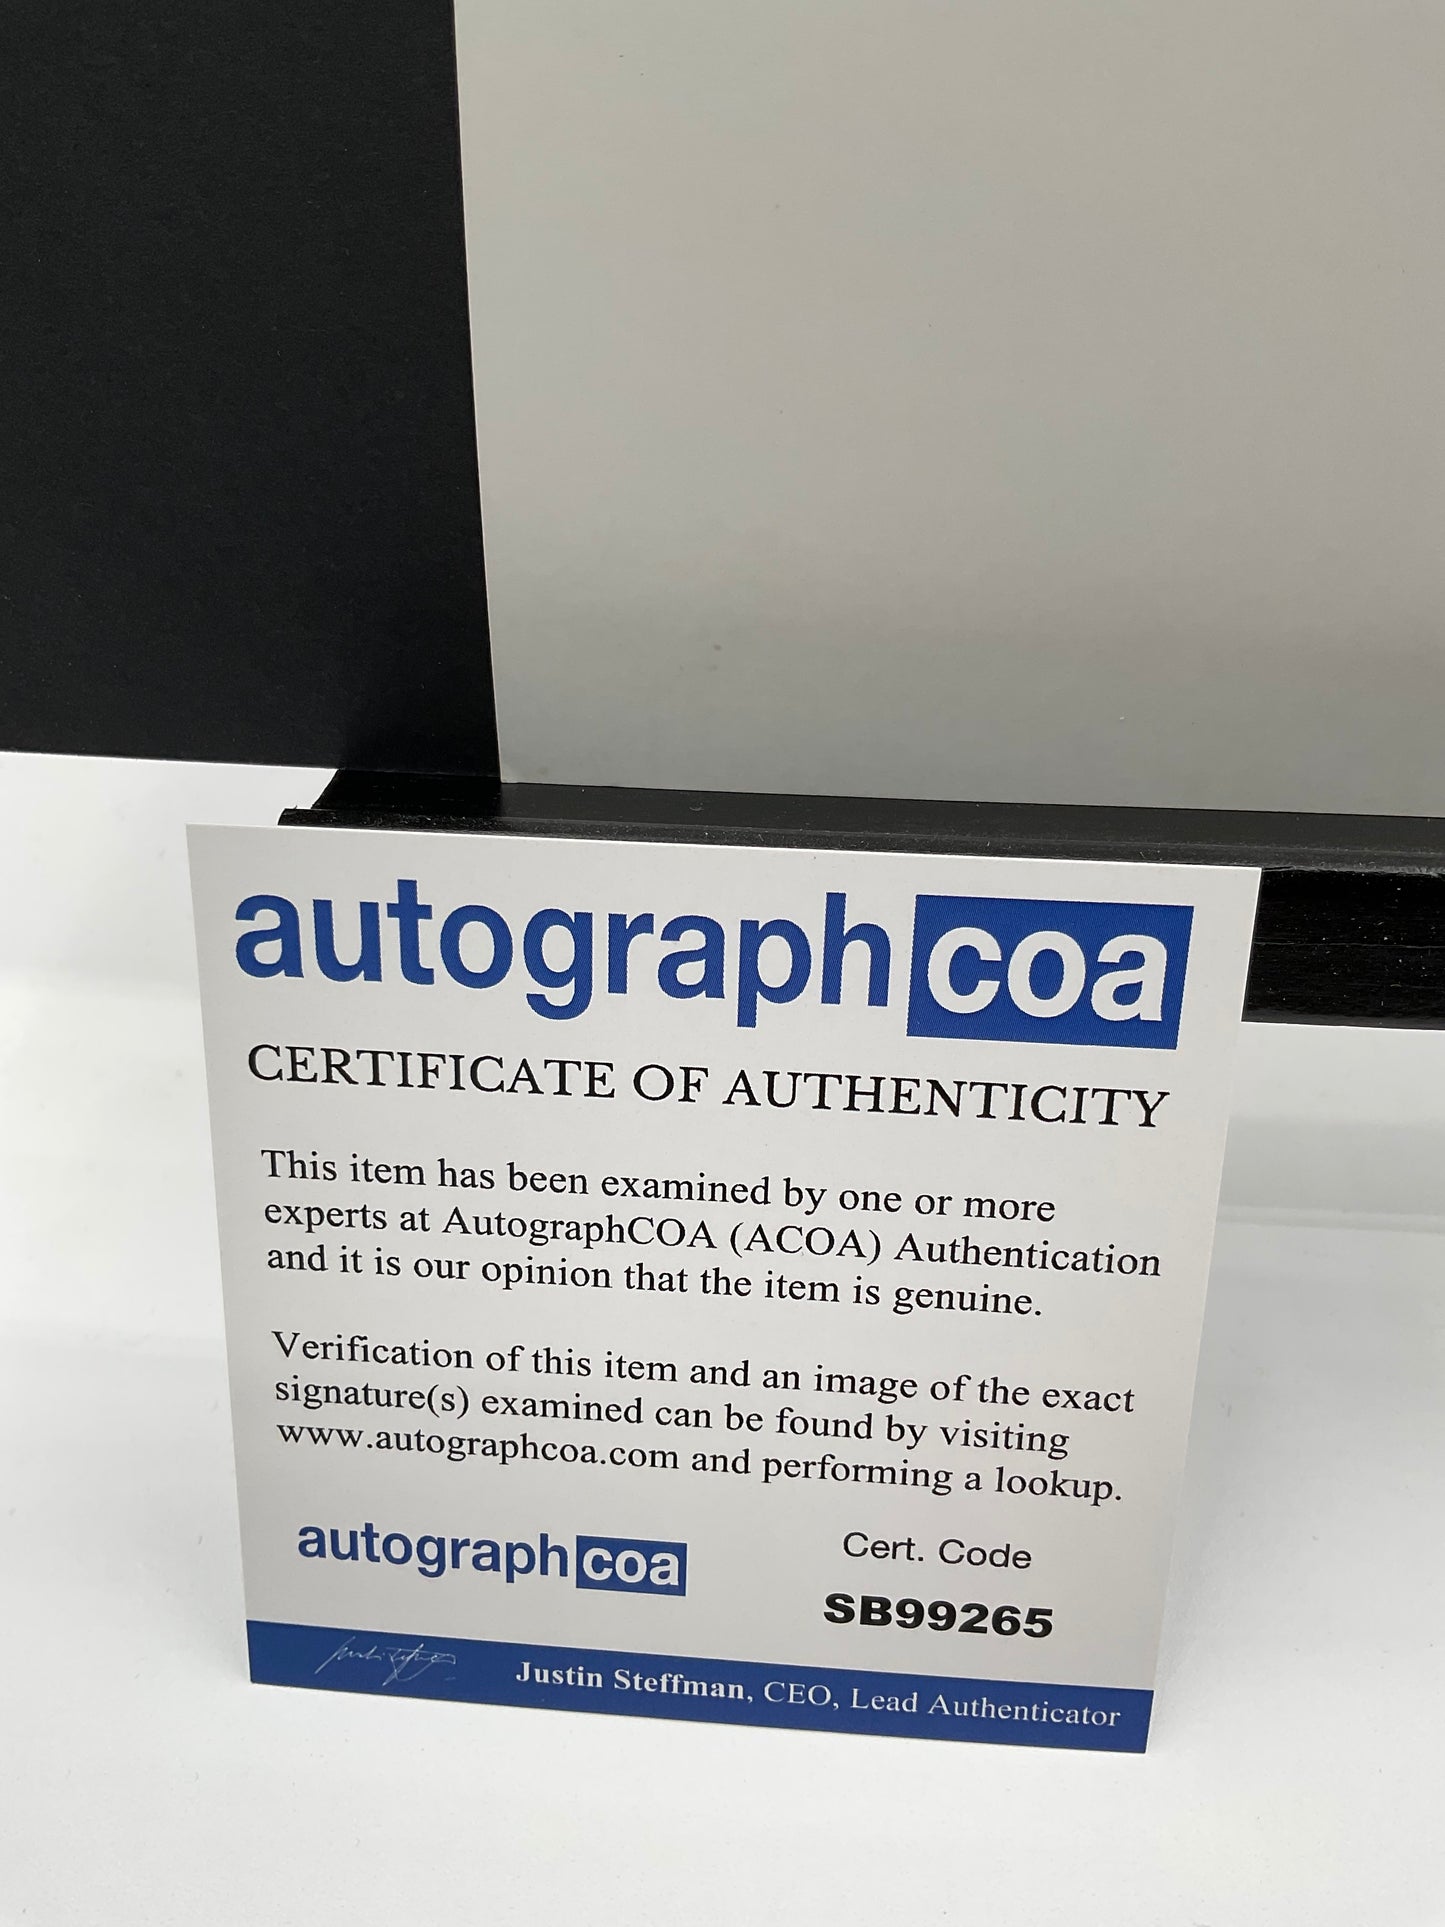 autographcoa
CERTIFICATE OF AUTHENTICITY
This item has been examined by one or more
experts at AutographCOA (ACOA) Authentication
and it is our opinion that the item is genuine.
Verification of this item and an image of the exact
signature(s) examined can be found by visiting
www.autographcoa.com and performing a lookup.
autographcoa
Cert. Code
SB99265
Justin Steffman, CEO, Lead Authenticator